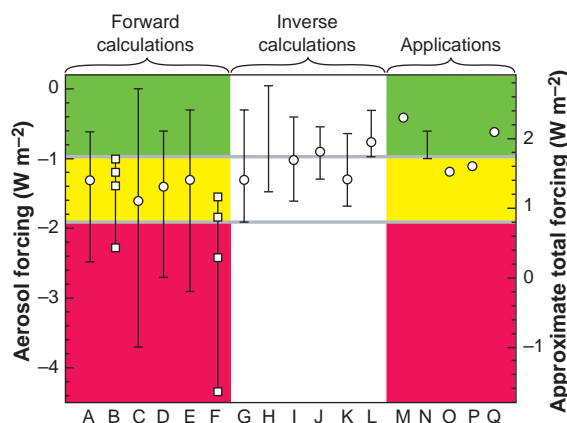 Forward
calculations
Inverse
calculations
Applications
Aerosol forcing (W m–2)
0
–1
–2
–3
–4
2
1
0
–1
Approximate total forcing (W m–2)
A B C D E F G H I J K L M N O P Q